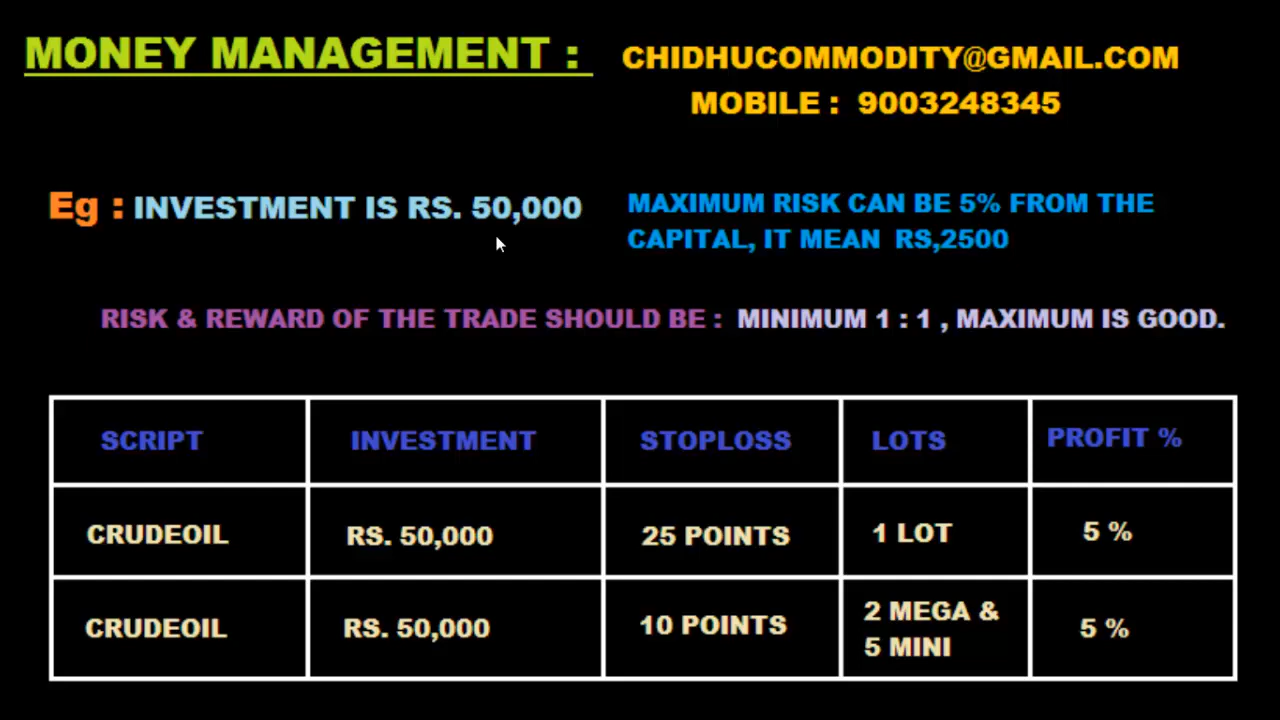 MONEY MANAGEMENT :
CHIDHUCOMMODITY@GMAIL.COM
MOBILE : 9003248345
Eg : INVESTMENT IS RS. 50,000
MAXIMUM RISK CAN BE 5% FROM THE
CAPITAL, IT MEAN RS,2500
RISK & REWARD OF THE TRADE SHOULD BE : MINIMUM 1 : 1 , MAXIMUM IS GOOD.
SCRIPT INVESTMENT STOPLOSS LOTS PROFIT %
CRUDEOIL RS. 50,000 25 POINTS 1 LOT 5 %
CRUDEOIL RS. 50,000 10 POINTS 2 MEGA & 5 %
5 MINI